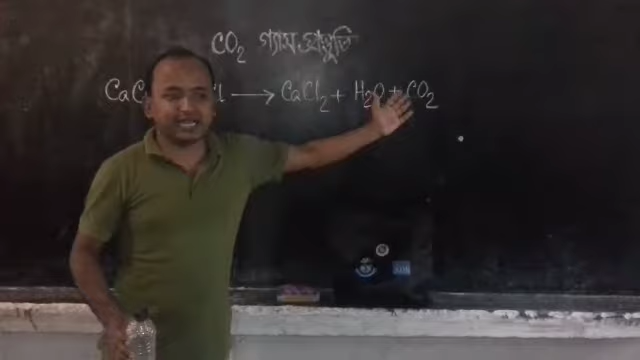 CO₂ গ্যাস প্রস্তুতি
CaC l ⟶ CaCl₂ + H₂O + CO₂